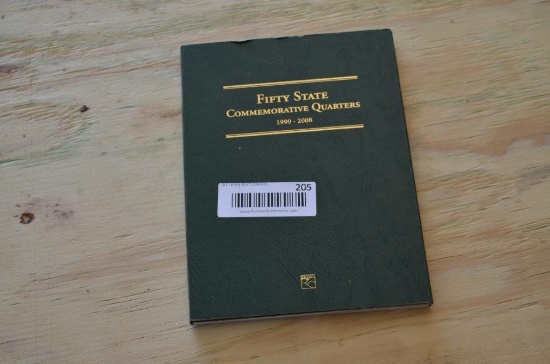 FIFTY STATE
COMMEMORATIVE QUARTERS
1999 - 2008
205